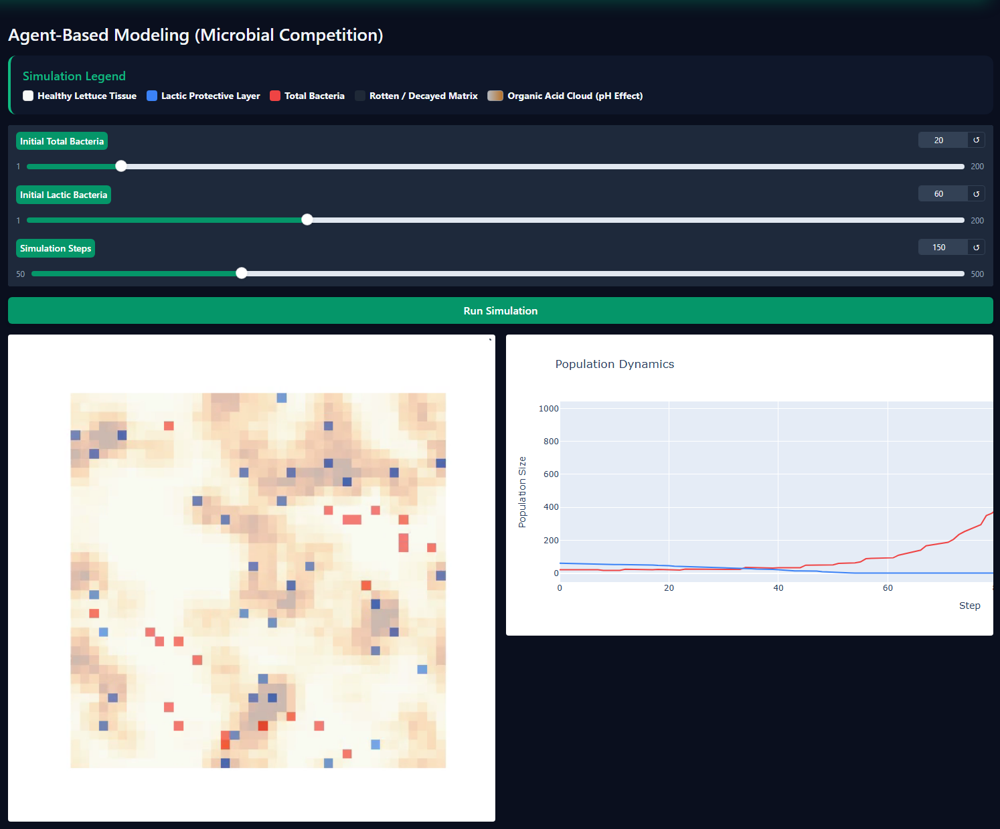 Agent-Based Modeling (Microbial Competition)
Simulation Legend
Healthy Lettuce Tissue Lactic Protective Layer Total Bacteria Rotten / Decayed Matrix Organic Acid Cloud (pH Effect)
Initial Total Bacteria 20 ↺
1 200
Initial Lactic Bacteria 60 ↺
1 200
Simulation Steps 150 ↺
50 500
Run Simulation
Population Dynamics
Population Size
1000
800
600
400
200
0
0 20 40 60
Step